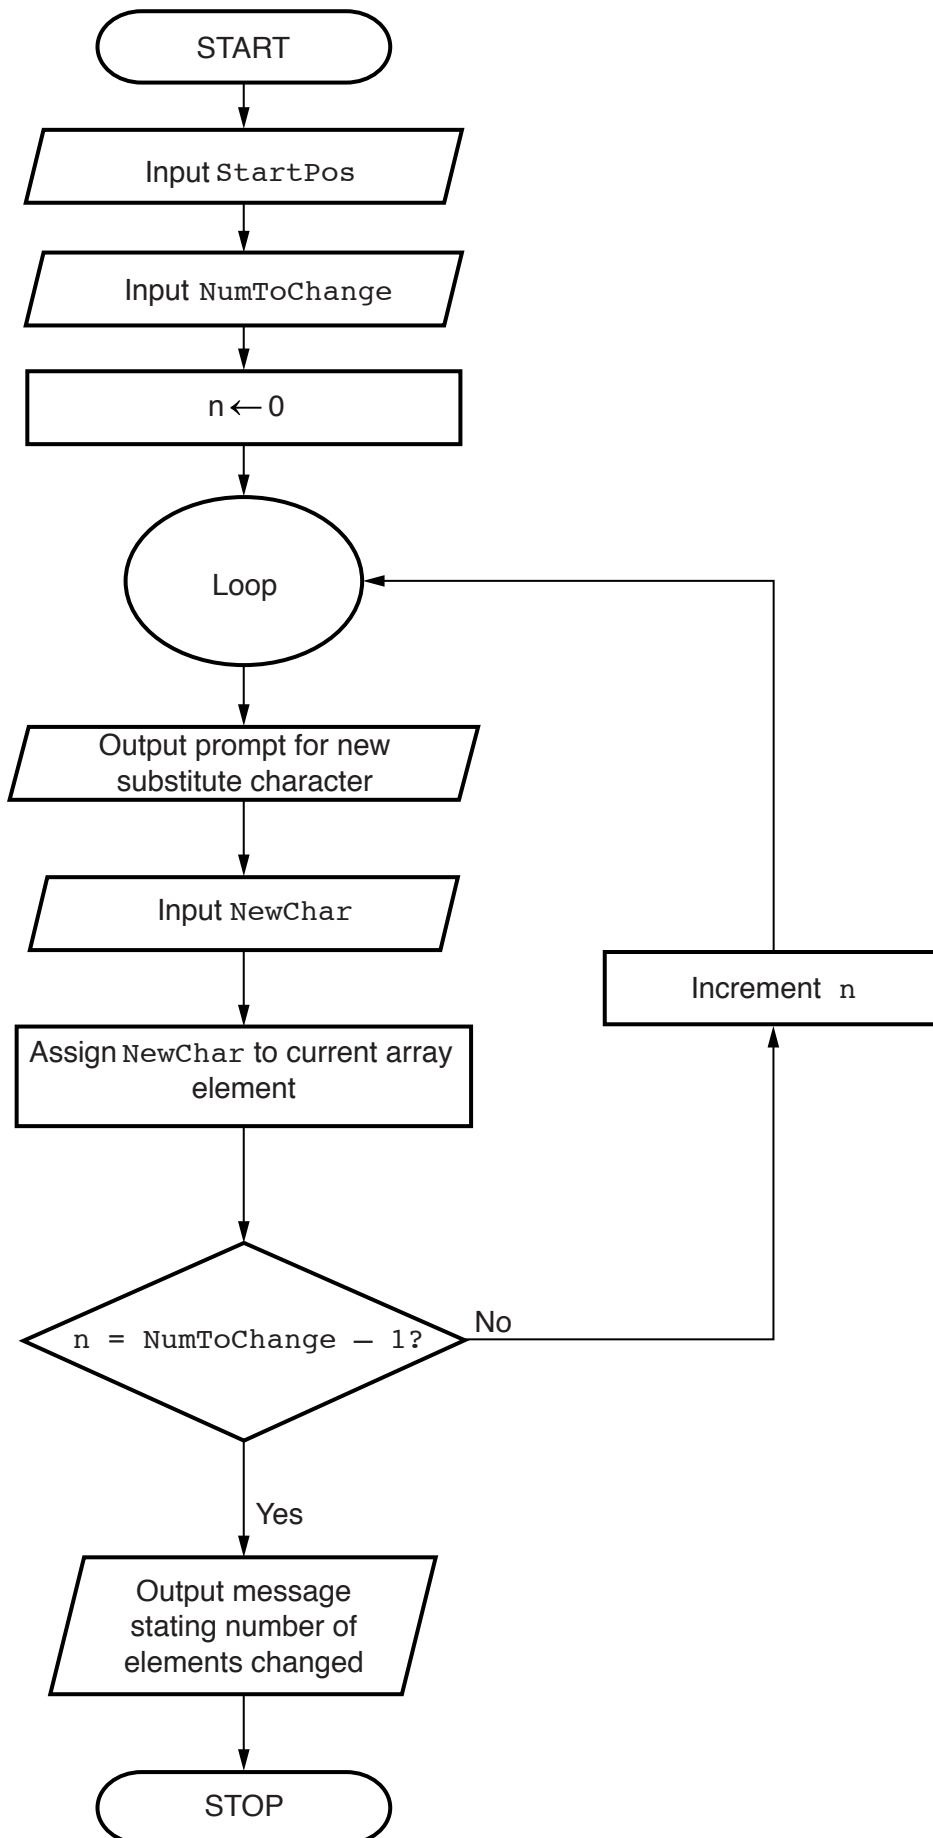 START
Input StartPos
Input NumToChange
n ← 0
Loop
Output prompt for new
substitute character
Input NewChar
Increment n
Assign NewChar to current array
element
n = NumToChange – 1?
No
Yes
Output message
stating number of
elements changed
STOP